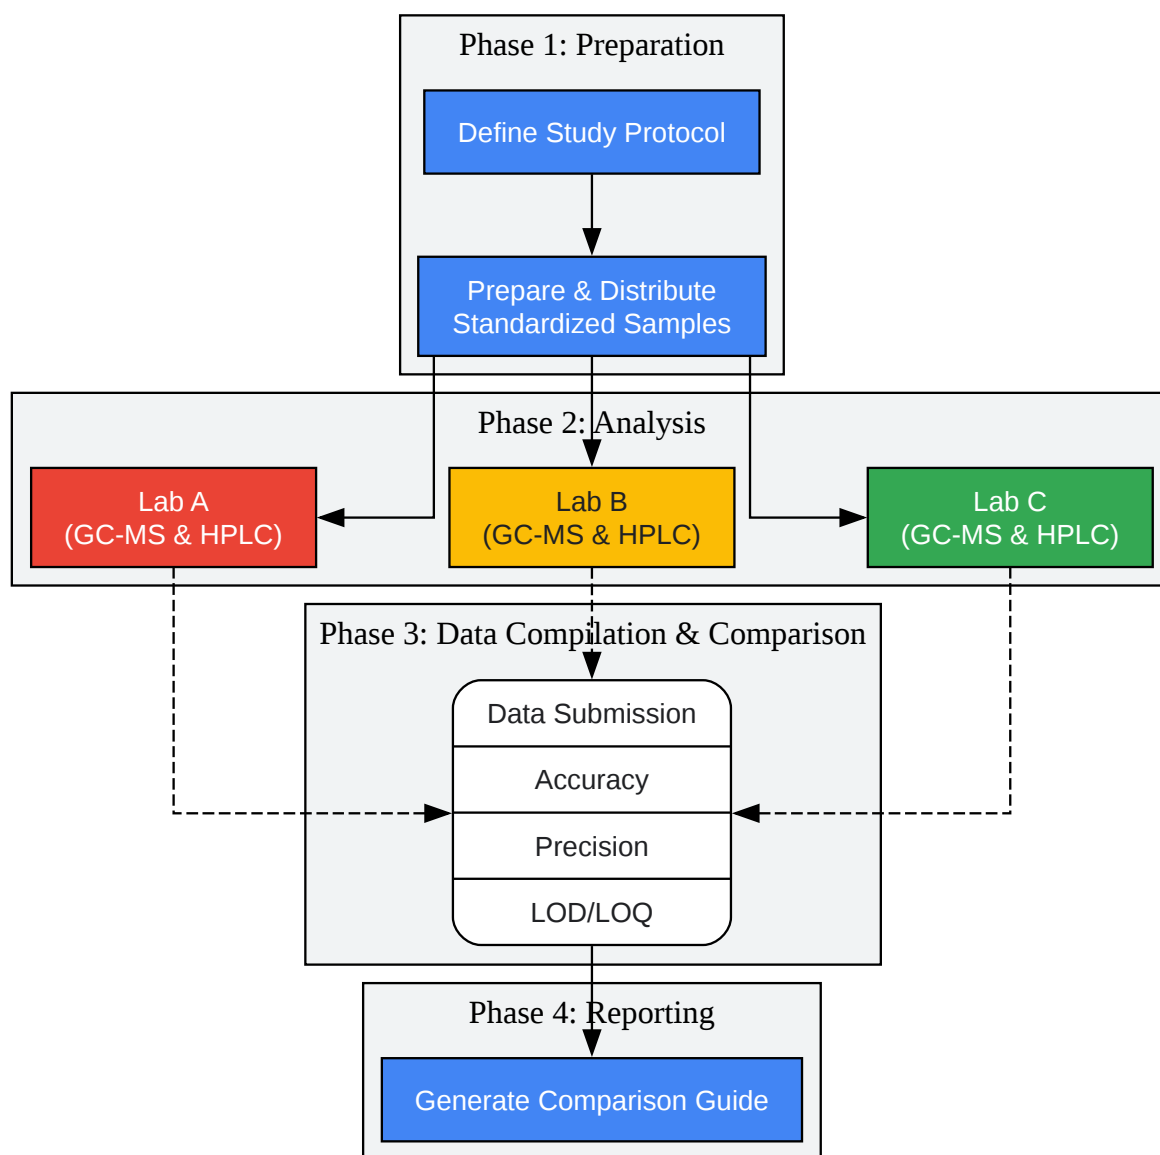 Phase 1: Preparation
Define Study Protocol
Prepare & Distribute
Standardized Samples
Phase 2: Analysis
Lab A
(GC-MS & HPLC)
Lab B
(GC-MS & HPLC)
Lab C
(GC-MS & HPLC)
Phase 3: Data Compilation & Comparison
Data Submission
Accuracy
Precision
LOD/LOQ
Phase 4: Reporting
Generate Comparison Guide